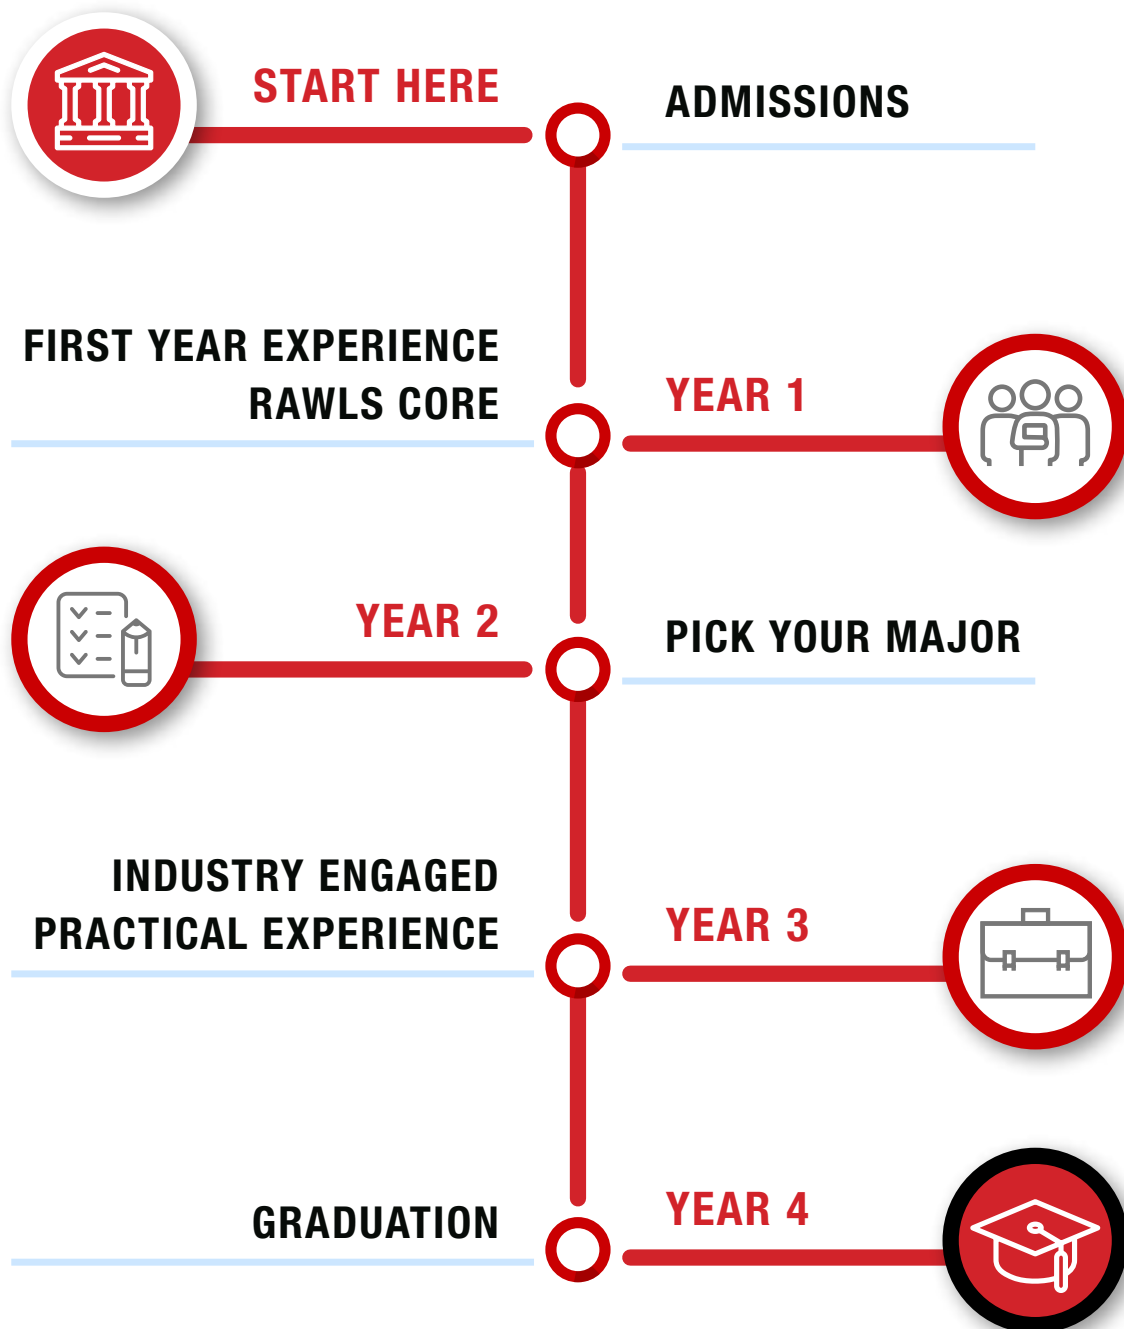 START HERE
ADMISSIONS
FIRST YEAR EXPERIENCE
RAWLS CORE
YEAR 1
YEAR 2
PICK YOUR MAJOR
INDUSTRY ENGAGED
PRACTICAL EXPERIENCE
YEAR 3
GRADUATION
YEAR 4